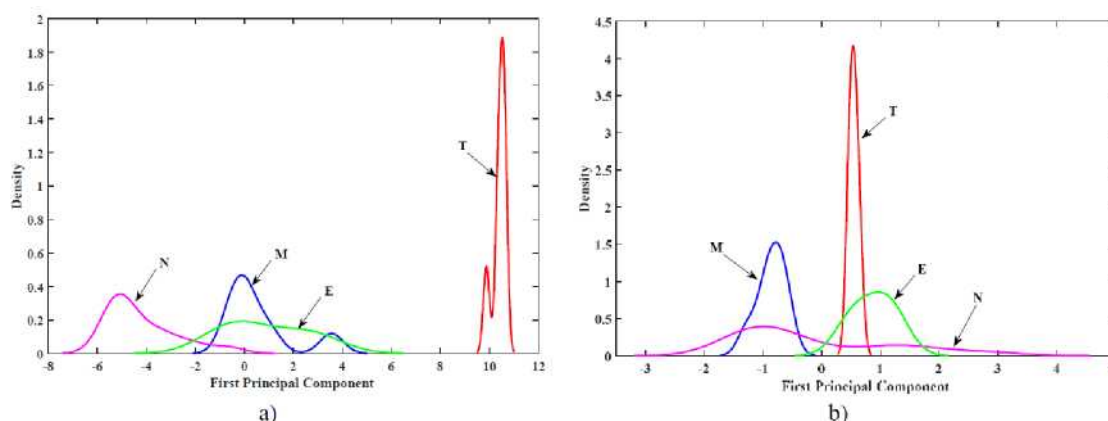 2
1.8
1.6
1.4
1.2
1
0.8
0.6
0.4
0.2
0
Density
T
N
M
E
-8 -6 -4 -2 0 2 4 6 8 10 12
First Principal Component
a)
4.5
4
3.5
3
2.5
2
1.5
1
0.5
0
Density
T
M
E
N
-3 -2 -1 0 1 2 3 4
First Principal Component
b)